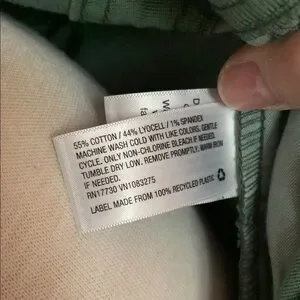 55% COTTON / 44% LYOCELL / 1% SPANDEX
MACHINE WASH COLD WITH LIKE COLORS, GENTLE
CYCLE. ONLY NON-CHLORINE BLEACH IF NEEDED.
TUMBLE DRY LOW. REMOVE PROMPTLY. WARM IRON
IF NEEDED.
RN17730 VN1083275
LABEL MADE FROM 100% RECYCLED PLASTIC